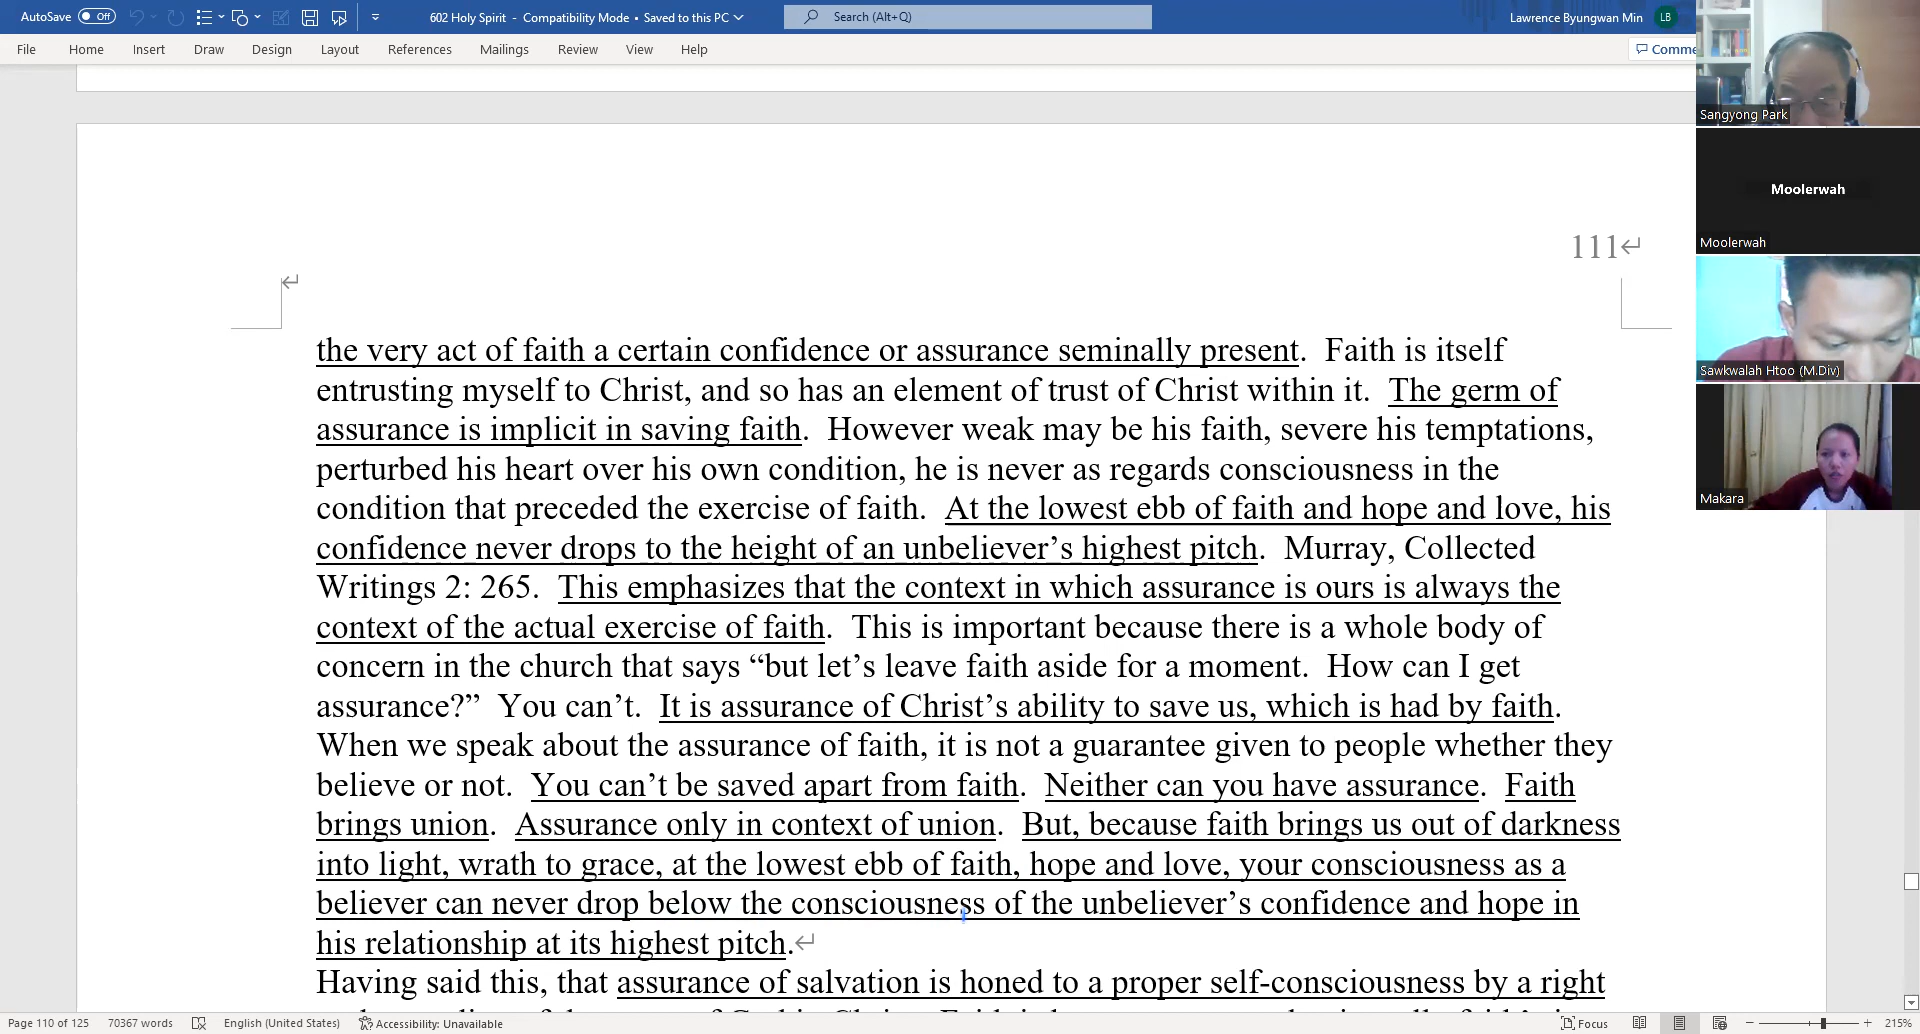 AutoSave Off 602 Holy Spirit - Compatibility Mode • Saved to this PC Search (Alt+Q) Lawrence Byungwan Min LB
File Home Insert Draw Design Layout References Mailings Review View Help
Sangyong Park
Moolerwah
Moolerwah
Sawkwalah Htoo (M.Div)
Makara
111
the very act of faith a certain confidence or assurance seminally present.  Faith is itself
entrusting myself to Christ, and so has an element of trust of Christ within it.  The germ of
assurance is implicit in saving faith.  However weak may be his faith, severe his temptations,
perturbed his heart over his own condition, he is never as regards consciousness in the
condition that preceded the exercise of faith.  At the lowest ebb of faith and hope and love, his
confidence never drops to the height of an unbeliever’s highest pitch.  Murray, Collected
Writings 2: 265.  This emphasizes that the context in which assurance is ours is always the
context of the actual exercise of faith.  This is important because there is a whole body of
concern in the church that says “but let’s leave faith aside for a moment.  How can I get
assurance?”  You can’t.  It is assurance of Christ’s ability to save us, which is had by faith.
When we speak about the assurance of faith, it is not a guarantee given to people whether they
believe or not.  You can’t be saved apart from faith.  Neither can you have assurance.  Faith
brings union.  Assurance only in context of union.  But, because faith brings us out of darkness
into light, wrath to grace, at the lowest ebb of faith, hope and love, your consciousness as a
believer can never drop below the consciousness of the unbeliever’s confidence and hope in
his relationship at its highest pitch.
Having said this, that assurance of salvation is honed to a proper self-consciousness by a right
Page 110 of 125 70367 words English (United States) Accessibility: Unavailable Focus 215%